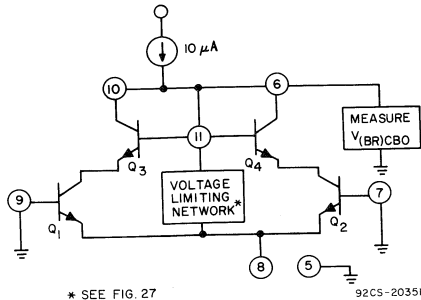 10 µA
10
6
11
MEASURE
V(BR)CBO
Q3
Q4
VOLTAGE
LIMITING
NETWORK*
9
7
Q1
Q2
8
5
* SEE FIG. 27
92CS-20351